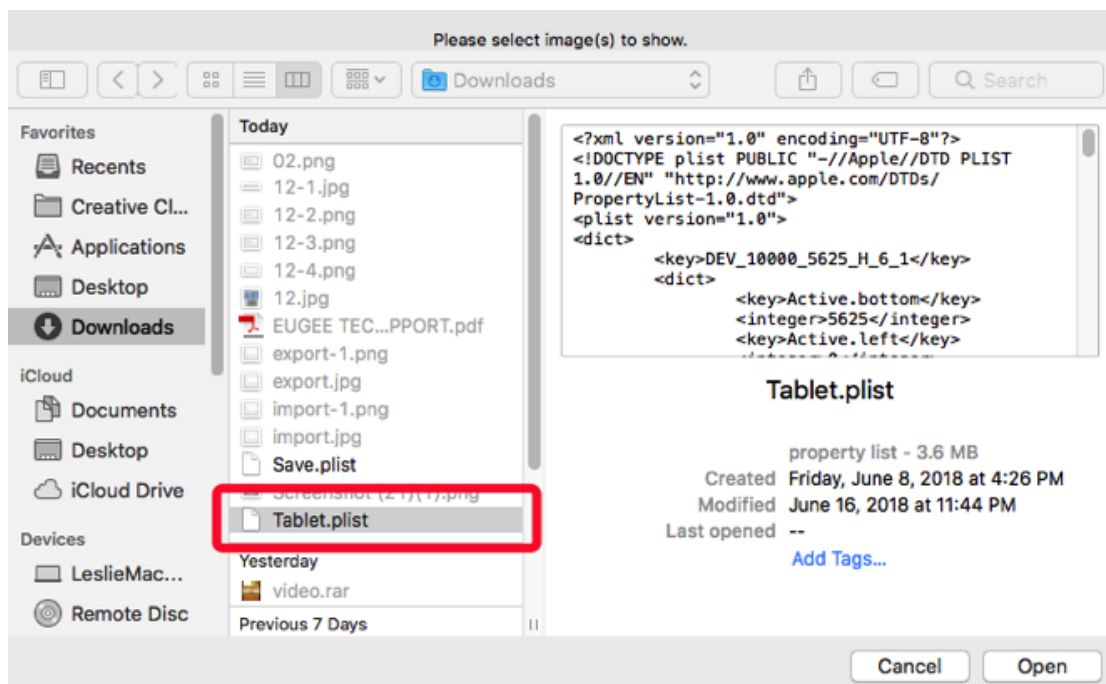 Please select image(s) to show.
Downloads
Search
Favorites
Recents
Creative Cl...
Applications
Desktop
Downloads
iCloud
Documents
Desktop
iCloud Drive
Devices
LeslieMac...
Remote Disc
Today
02.png
12-1.jpg
12-2.png
12-3.png
12-4.png
12.jpg
EUGEE TEC...PPORT.pdf
export-1.png
export.jpg
import-1.png
import.jpg
Save.plist
Screenshot (21)(1).png
Tablet.plist
Yesterday
video.rar
Previous 7 Days
<?xml version="1.0" encoding="UTF-8"?>
<!DOCTYPE plist PUBLIC "-//Apple//DTD PLIST
1.0//EN" "http://www.apple.com/DTDs/
PropertyList-1.0.dtd">
<plist version="1.0">
<dict>
<key>DEV_10000_5625_H_6_1</key>
<dict>
<key>Active.bottom</key>
<integer>5625</integer>
<key>Active.left</key>
<integer>0</integer>
Tablet.plist
property list - 3.6 MB
Created Friday, June 8, 2018 at 4:26 PM
Modified June 16, 2018 at 11:44 PM
Last opened --
Add Tags...
Cancel
Open